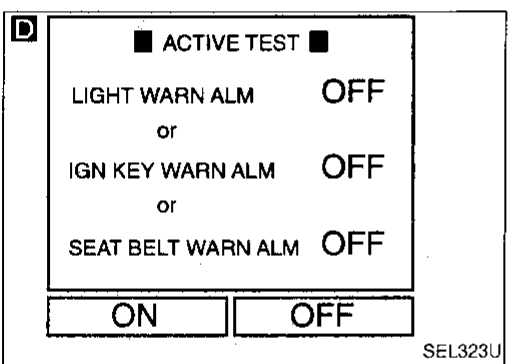 D
■ ACTIVE TEST ■
LIGHT WARN ALM OFF
or
IGN KEY WARN ALM OFF
or
SEAT BELT WARN ALM OFF
ON OFF
SEL323U